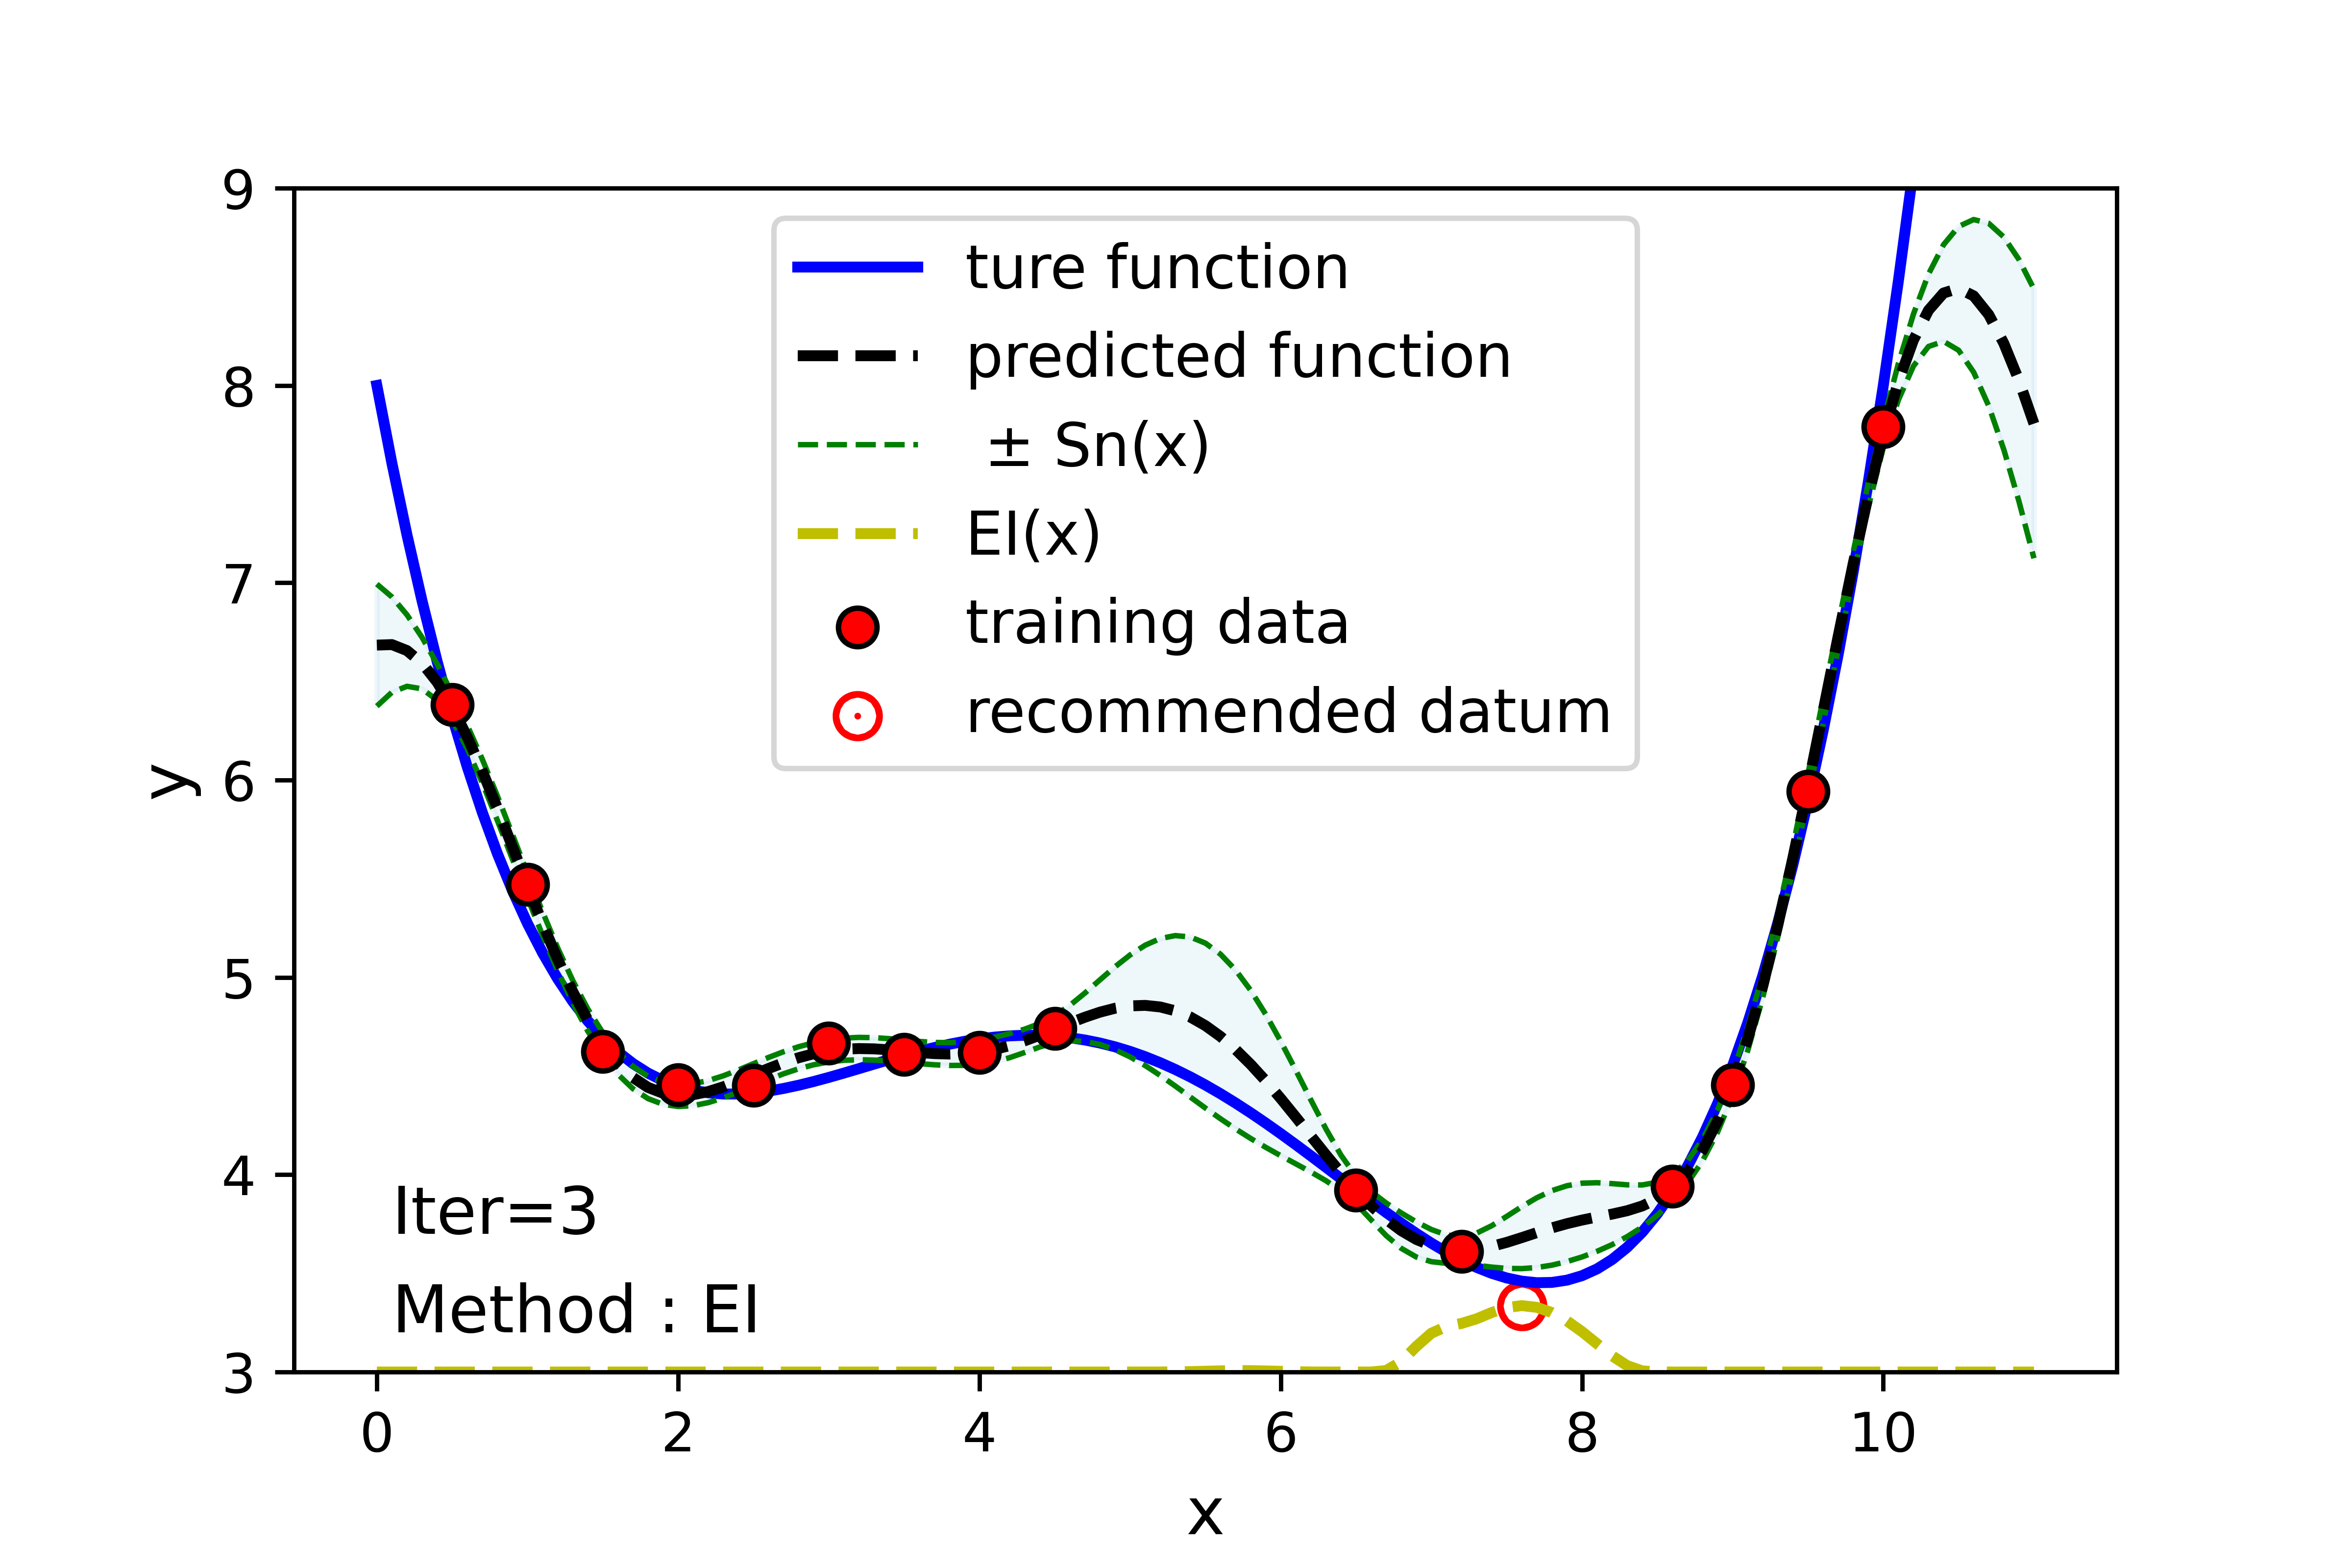 9
8
7
6
5
4
3
y
ture function
predicted function
± Sn(x)
EI(x)
training data
recommended datum
Iter=3
Method : EI
0 2 4 6 8 10
x